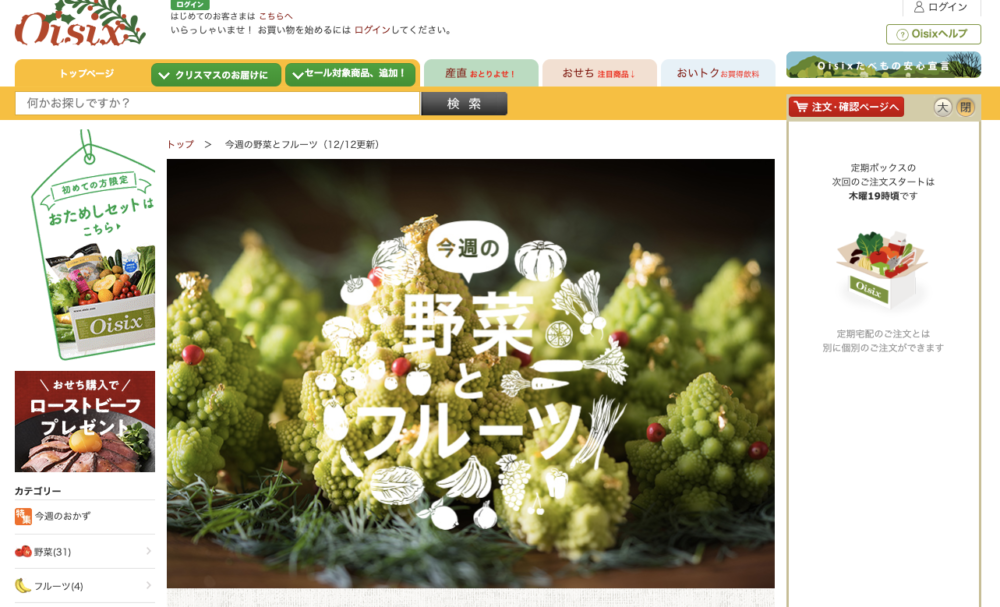 Oisix
ログイン
はじめてのお客さまは こちらへ
いらっしゃいませ！ お買い物を始めるには ログインしてください。
ログイン
Oisixヘルプ
トップページ
クリスマスのお届けに
セール対象商品、追加！
産直 おとりよせ！
おせち 注目商品↓
おいトク お買得飲料
Oisixたべもの安心宣言
何かお探しですか？
検索
注文・確認ページへ
大
閉
初めての方限定
おためしセットは
こちら
Oisix
おせち購入で
ローストビーフ
プレゼント
カテゴリー
特集
今週のおかず
野菜(31)
フルーツ(4)
トップ ＞ 今週の野菜とフルーツ（12/12更新）
今週の
野菜
と
フルーツ
定期ボックスの
次回のご注文スタートは
木曜19時頃です
Oisix
定期宅配のご注文とは
別に個別のご注文ができます